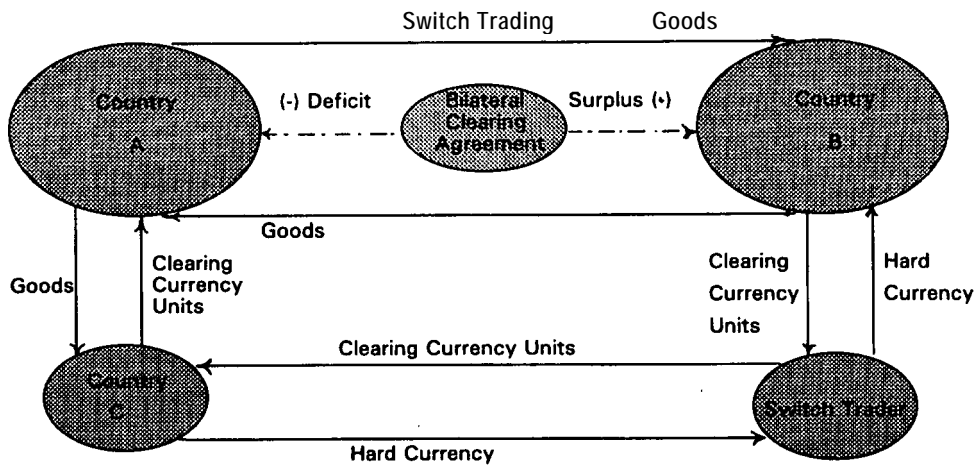 Switch Trading Goods
Country
A
(-) Deficit
Bilateral
Clearing
Agreement
Surplus (•)
Country
B
Goods
Goods
Clearing
Currency
Units
Clearing
Currency
Units
Hard
Currency
Clearing Currency Units
Country
C
Switch Trader
Hard Currency